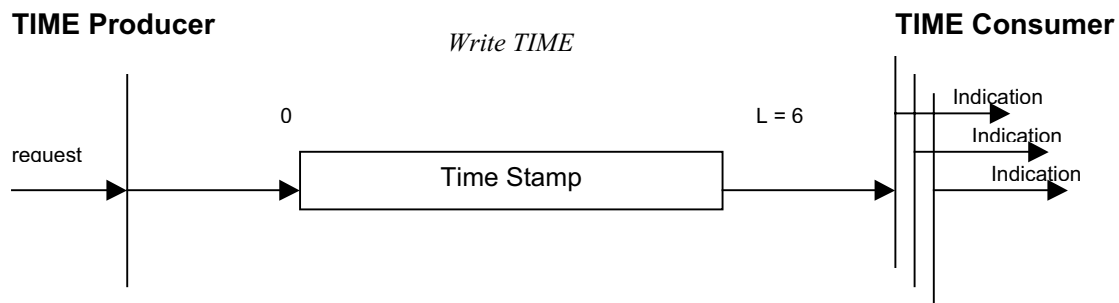 TIME Producer
Write TIME
TIME Consumer
0
L = 6
Indication
request
Indication
Time Stamp
Indication